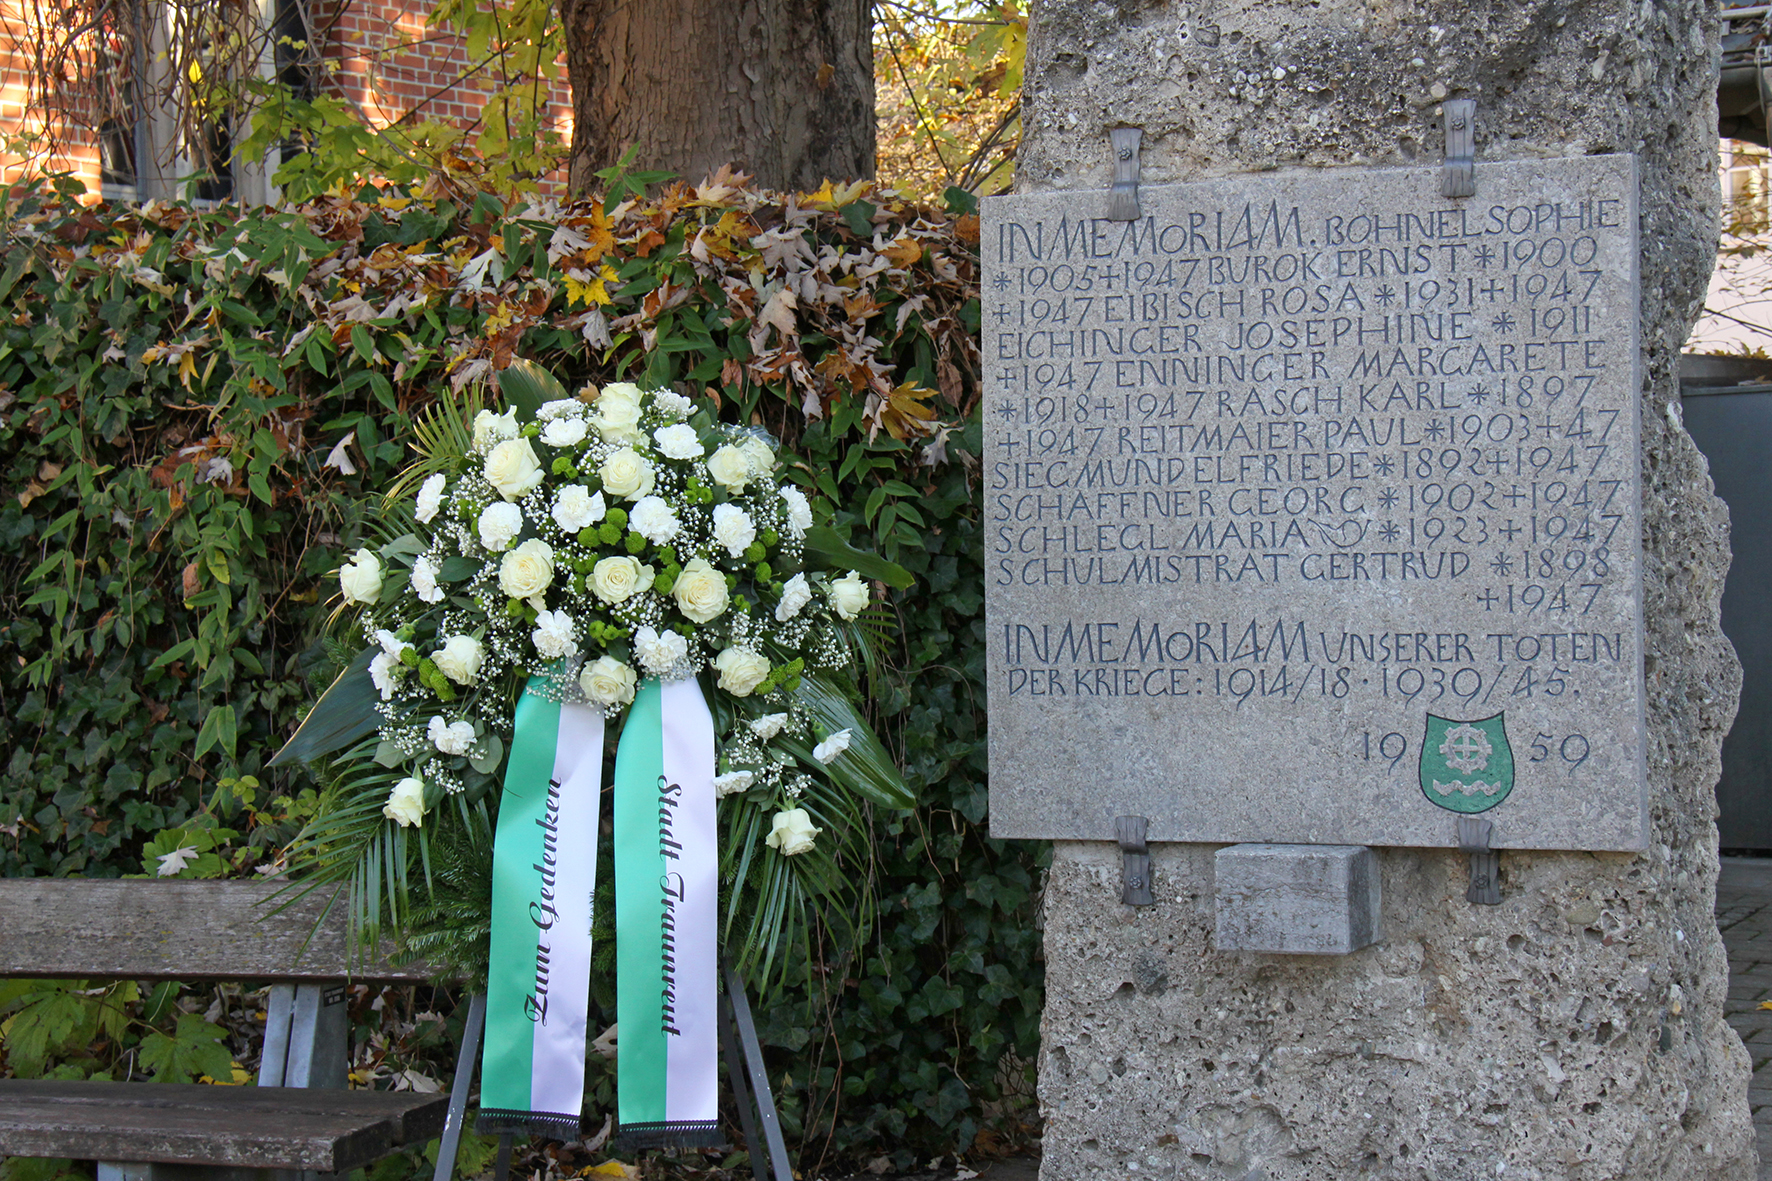 Zum Gedenken
Stadt Traunreut
IN MEMORIAM. BÖHNEL SOPHIE
*1905+1947 BUROK ERNST *1900
+1947 EIBISCH ROSA *1931+1947
EICHINGER JOSEPHINE *1911
+1947 ENNINGER MARGARETE
*1918+1947 RASCH KARL *1897
+1947 REITMAIER PAUL *1903+47
SIEGMUND ELFRIEDE *1892+1947
SCHAFFNER GEORG *1902+1947
SCHLEGL MARIA *1923+1947
SCHULMISTRAT GERTRUD *1898
+1947
IN MEMORIAM UNSERER TOTEN
DER KRIEGE: 1914/18 · 1939/45.
19 59